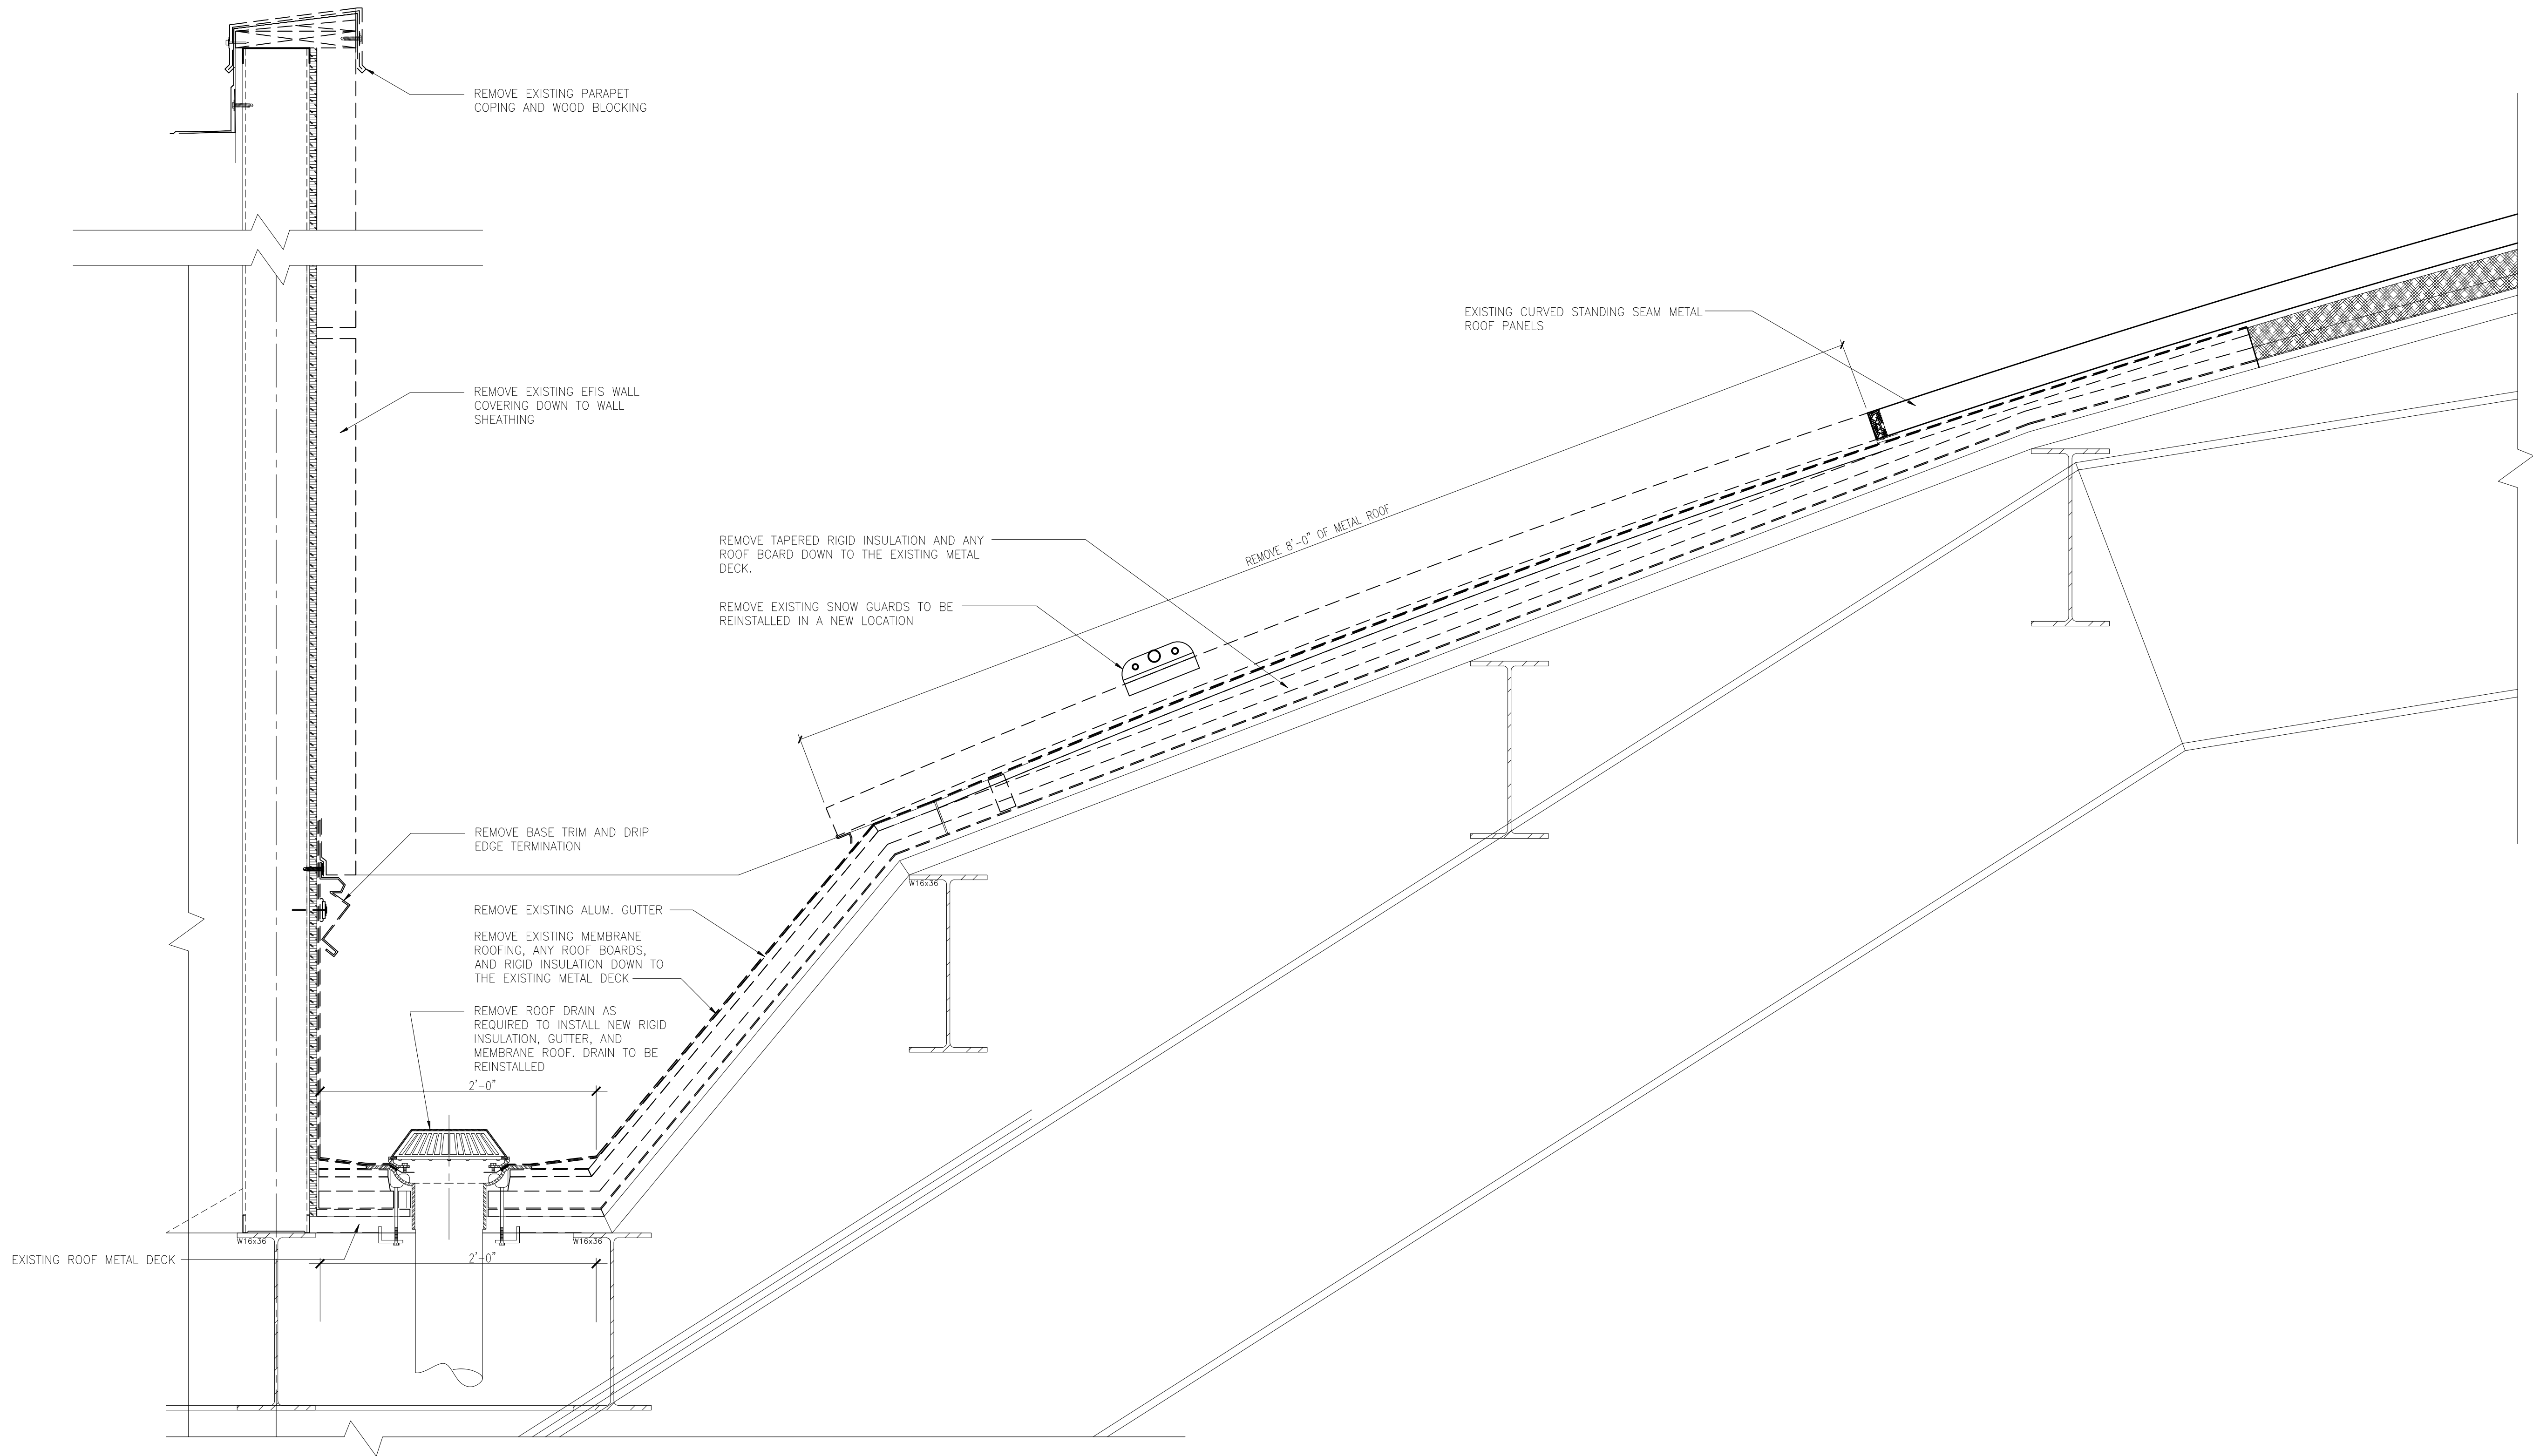 REMOVE EXISTING PARAPET
COPING AND WOOD BLOCKING
EXISTING CURVED STANDING SEAM METAL
ROOF PANELS
REMOVE EXISTING EFIS WALL
COVERING DOWN TO WALL
SHEATHING
REMOVE 8'-0" OF METAL ROOF
REMOVE TAPERED RIGID INSULATION AND ANY
ROOF BOARD DOWN TO THE EXISTING METAL
DECK.
REMOVE EXISTING SNOW GUARDS TO BE
REINSTALLED IN A NEW LOCATION
REMOVE BASE TRIM AND DRIP
EDGE TERMINATION
W16x36
REMOVE EXISTING ALUM. GUTTER
REMOVE EXISTING MEMBRANE
ROOFING, ANY ROOF BOARDS,
AND RIGID INSULATION DOWN TO
THE EXISTING METAL DECK
REMOVE ROOF DRAIN AS
REQUIRED TO INSTALL NEW RIGID
INSULATION, GUTTER, AND
MEMBRANE ROOF. DRAIN TO BE
REINSTALLED
2'-0"
W16x36
W16x36
EXISTING ROOF METAL DECK
2'-0"